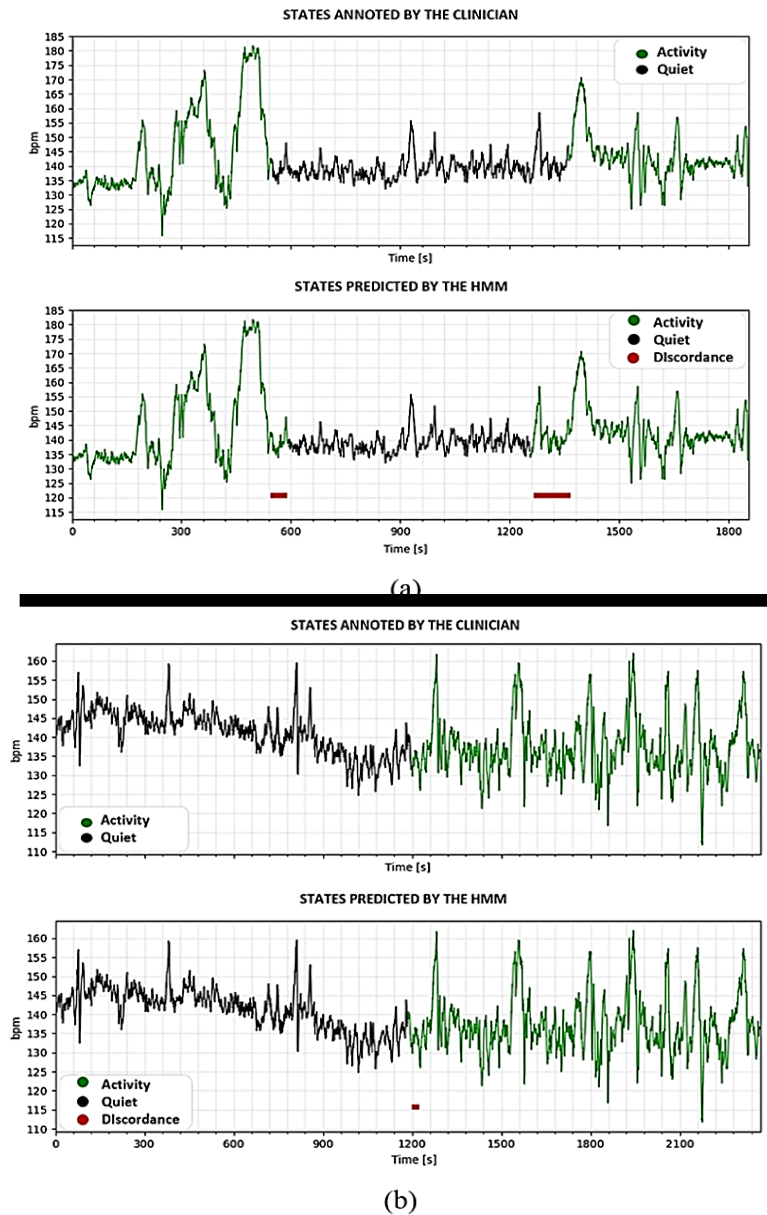 STATES ANNOTED BY THE CLINICIAN
185
180
175
170
165
160
155
150
145
140
135
130
125
120
115
bpm
Activity
Quiet
Time [s]
STATES PREDICTED BY THE HMM
185
180
175
170
165
160
155
150
145
140
135
130
125
120
115
bpm
Activity
Quiet
DIscordance
0 300 600 900 1200 1500 1800
Time [s]
(a)
STATES ANNOTED BY THE CLINICIAN
160
155
150
145
140
135
130
125
120
115
110
bpm
Activity
Quiet
Time [s]
STATES PREDICTED BY THE HMM
160
155
150
145
140
135
130
125
120
115
110
bpm
Activity
Quiet
DIscordance
0 300 600 900 1200 1500 1800 2100
Time [s]
(b)